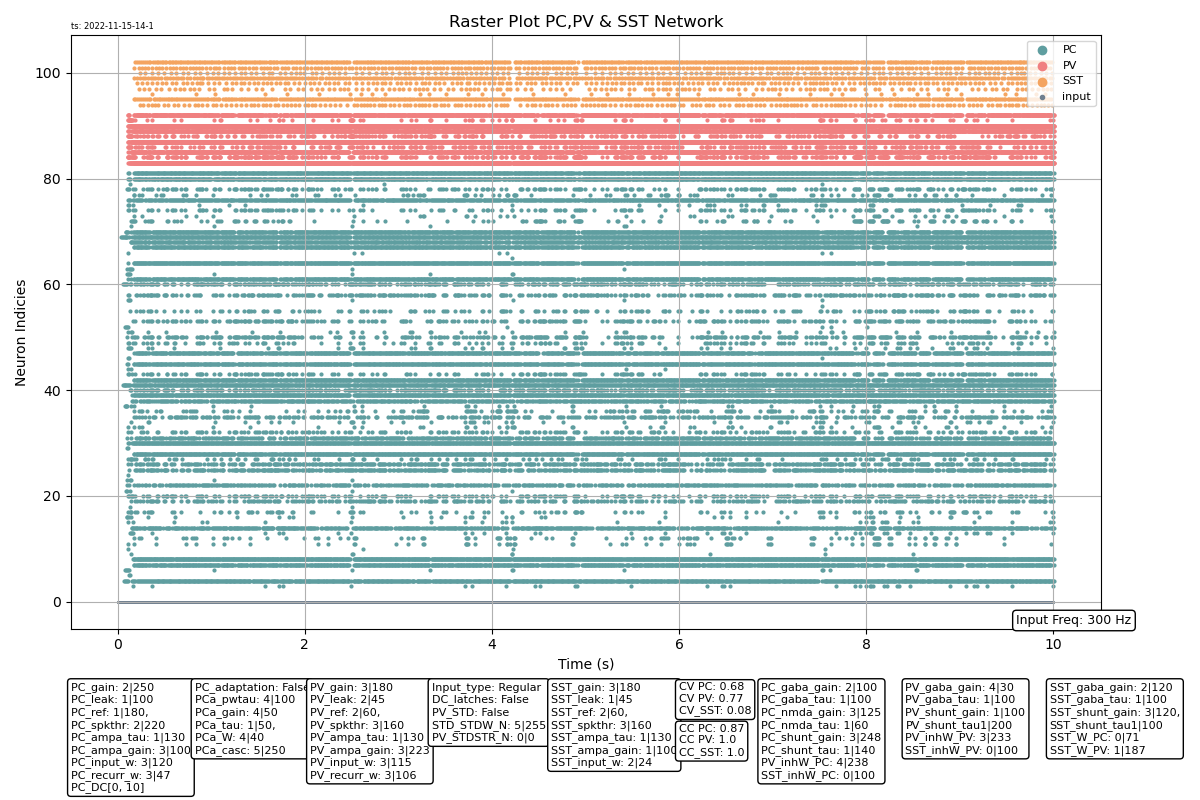 ts: 2022-11-15-14-1
Raster Plot PC,PV & SST Network
PC
PV
SST
input
100
80
60
40
20
0
Neuron Indicies
0
2
4
6
8
10
Time (s)
Input Freq: 300 Hz
PC_gain: 2|250
PC_leak: 1|100
PC_ref: 1|180,
PC_spkthr: 2|220
PC_ampa_tau: 1|130
PC_ampa_gain: 3|100
PC_input_w: 3|120
PC_recurr_w: 3|47
PC_DC[0, 10]
PC_adaptation: False
PCa_pwtau: 4|100
PCa_gain: 4|50
PCa_tau: 1|50,
PCa_W: 4|40
PCa_casc: 5|250
PV_gain: 3|180
PV_leak: 2|45
PV_ref: 2|60,
PV_spkthr: 3|160
PV_ampa_tau: 1|130
PV_ampa_gain: 3|223
PV_input_w: 3|115
PV_recurr_w: 3|106
Input_type: Regular
DC_latches: False
PV_STD: False
STD_STDW_N: 5|255
PV_STDSTR_N: 0|0
SST_gain: 3|180
SST_leak: 1|45
SST_ref: 2|60,
SST_spkthr: 3|160
SST_ampa_tau: 1|130
SST_ampa_gain: 1|100
SST_input_w: 2|24
CV PC: 0.68
CV PV: 0.77
CV SST: 0.08
CC PC: 0.87
CC PV: 1.0
CC_SST: 1.0
PC_gaba_gain: 2|100
PC_gaba_tau: 1|100
PC_nmda_gain: 3|125
PC_nmda_tau: 1|60
PC_shunt_gain: 3|248
PC_shunt_tau: 1|140
PV_inhW_PC: 4|238
SST_inhW_PC: 0|100
PV_gaba_gain: 4|30
PV_gaba_tau: 1|100
PV_shunt_gain: 1|100
PV_shunt_tau1|200
PV_inhW_PV: 3|233
SST_inhW_PV: 0|100
SST_gaba_gain: 2|120
SST_gaba_tau: 1|100
SST_shunt_gain: 3|120,
SST_shunt_tau1|100
SST_W_PC: 0|71
SST_W_PV: 1|187